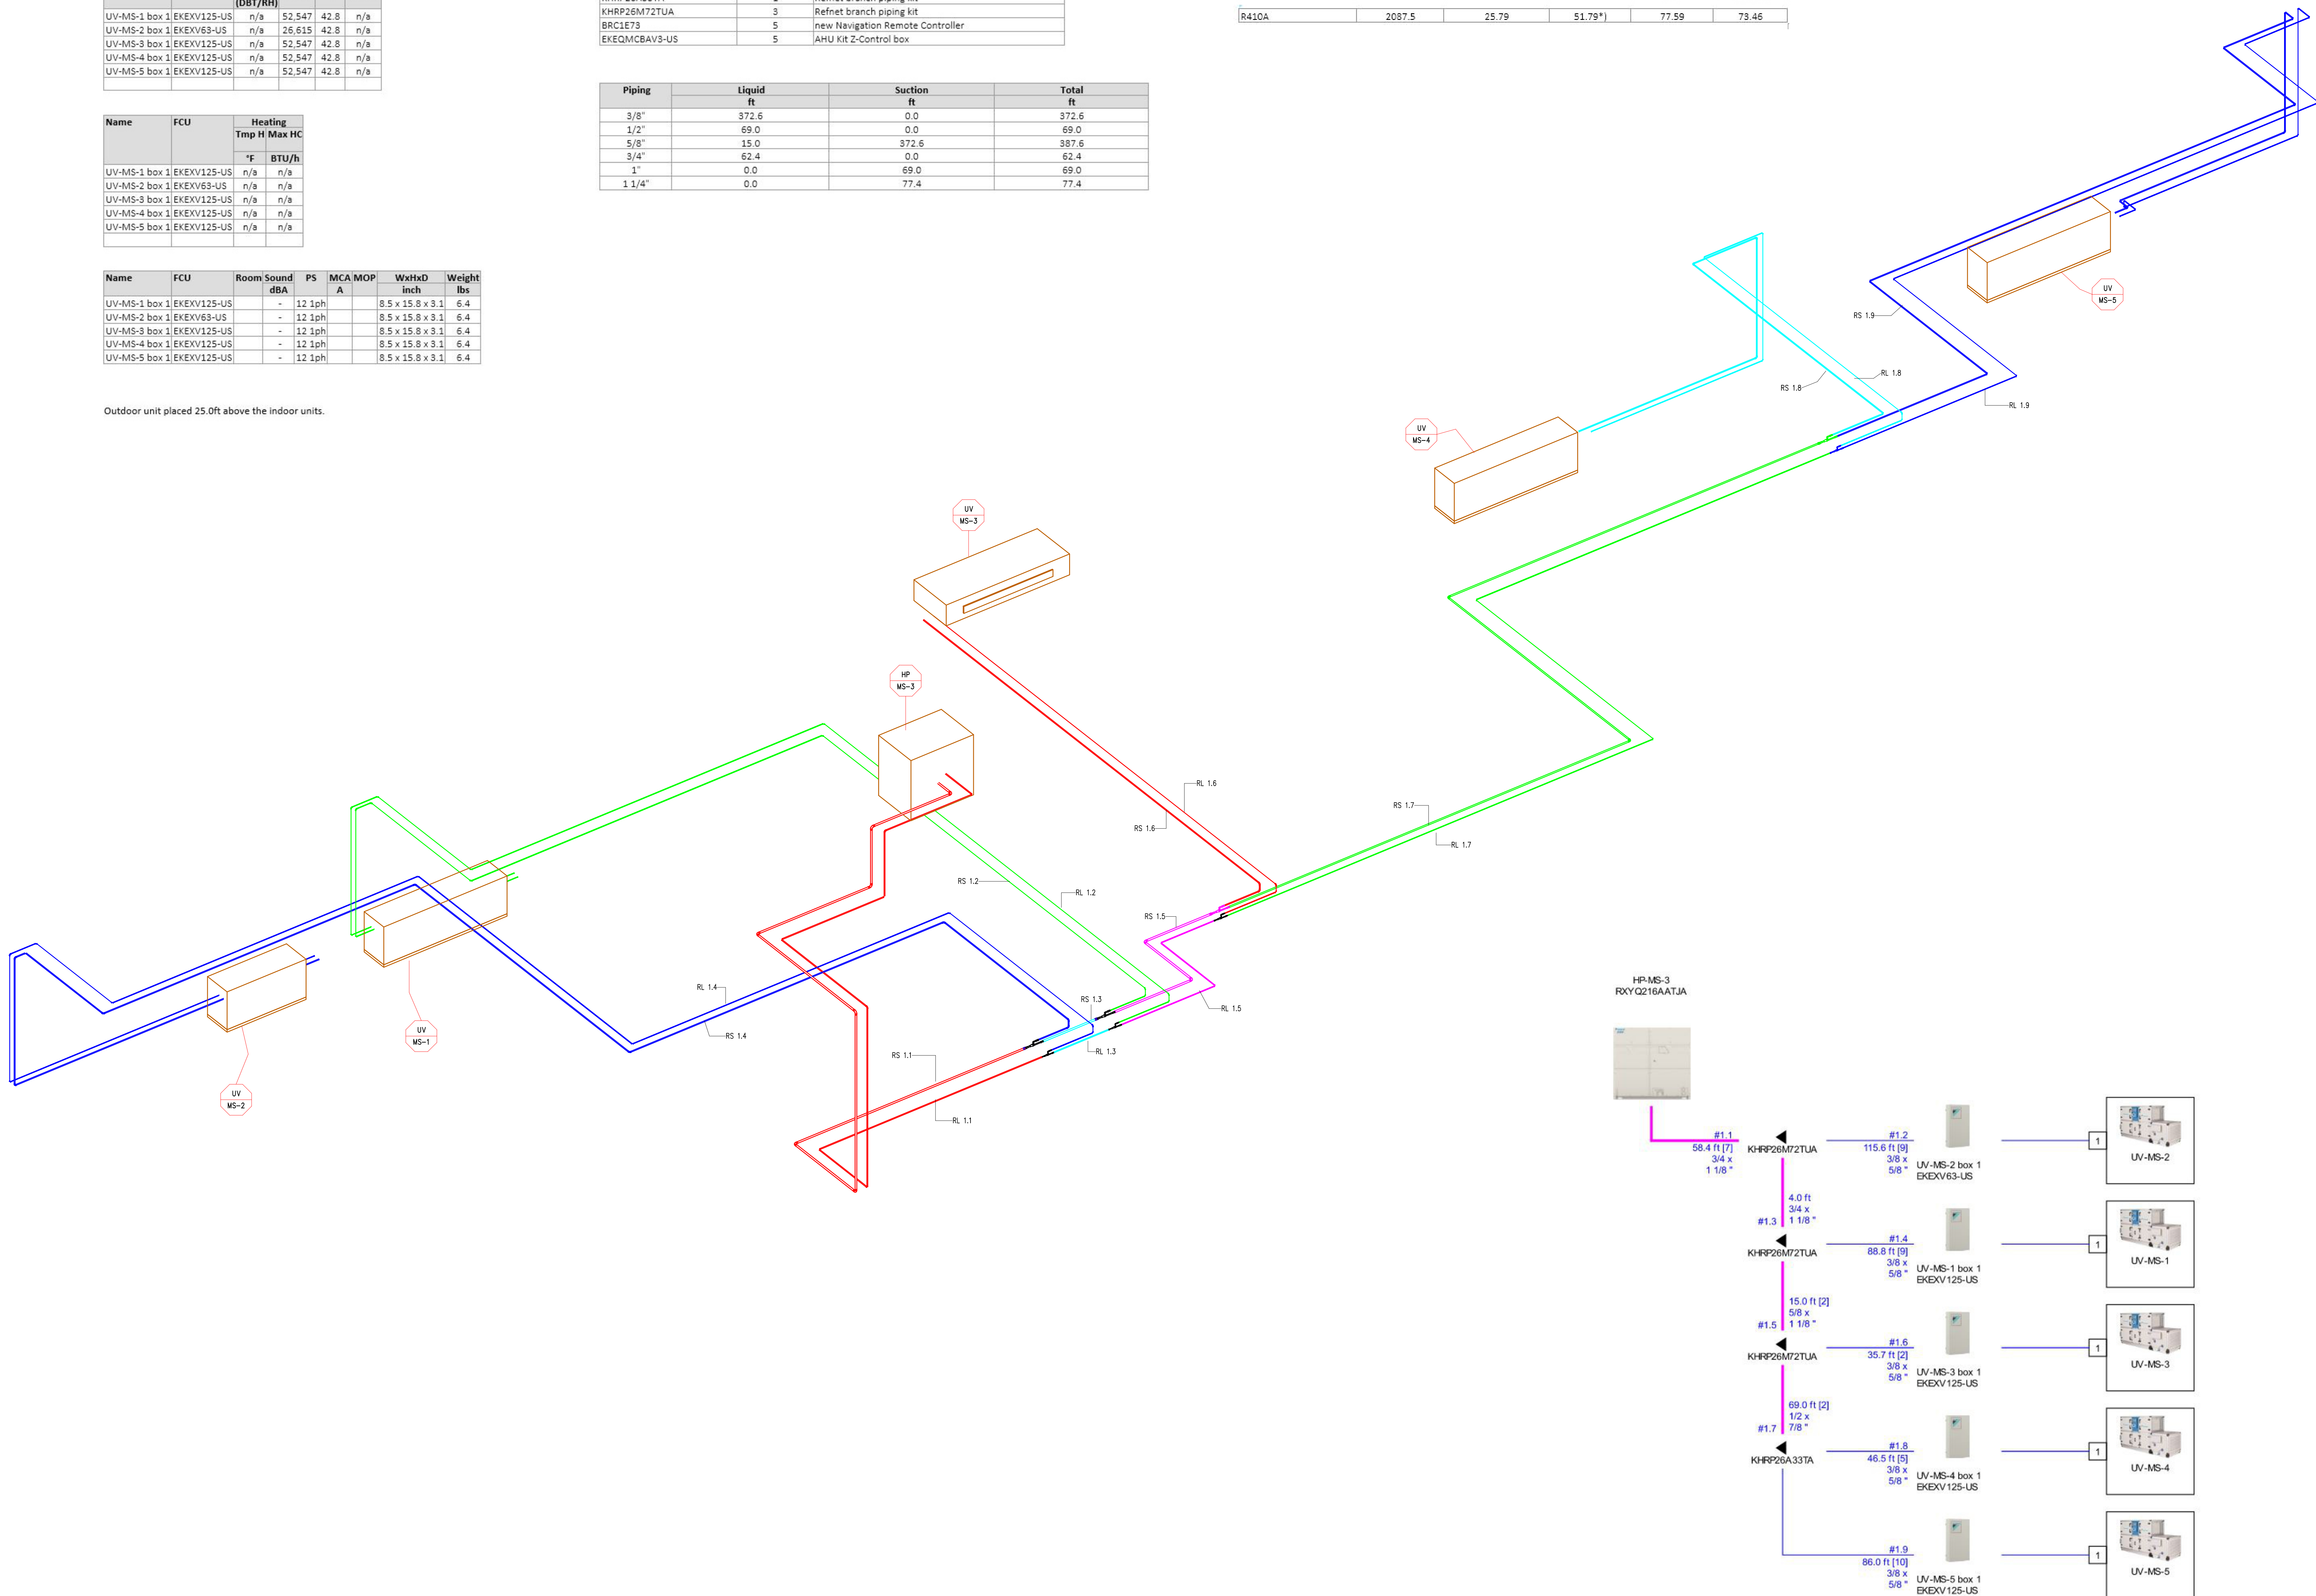 (DBT/RH)
UV-MS-1 box 1 EKEXV125-US n/a 52,547 42.8 n/a
UV-MS-2 box 1 EKEXV63-US n/a 26,615 42.8 n/a
UV-MS-3 box 1 EKEXV125-US n/a 52,547 42.8 n/a
UV-MS-4 box 1 EKEXV125-US n/a 52,547 42.8 n/a
UV-MS-5 box 1 EKEXV125-US n/a 52,547 42.8 n/a
Name FCU Heating
Tmp H Max HC
°F BTU/h
UV-MS-1 box 1 EKEXV125-US n/a n/a
UV-MS-2 box 1 EKEXV63-US n/a n/a
UV-MS-3 box 1 EKEXV125-US n/a n/a
UV-MS-4 box 1 EKEXV125-US n/a n/a
UV-MS-5 box 1 EKEXV125-US n/a n/a
Name FCU Room Sound PS MCA MOP WxHxD Weight
dBA A inch lbs
UV-MS-1 box 1 EKEXV125-US - 12 1ph 8.5 x 15.8 x 3.1 6.4
UV-MS-2 box 1 EKEXV63-US - 12 1ph 8.5 x 15.8 x 3.1 6.4
UV-MS-3 box 1 EKEXV125-US - 12 1ph 8.5 x 15.8 x 3.1 6.4
UV-MS-4 box 1 EKEXV125-US - 12 1ph 8.5 x 15.8 x 3.1 6.4
UV-MS-5 box 1 EKEXV125-US - 12 1ph 8.5 x 15.8 x 3.1 6.4
Outdoor unit placed 25.0ft above the indoor units.
KHRP26M72TUA 3 Refnet branch piping kit
BRC1E73 5 new Navigation Remote Controller
EKEQMCBAV3-US 5 AHU Kit Z-Control box
Piping Liquid Suction Total
ft ft ft
3/8" 372.6 0.0 372.6
1/2" 69.0 0.0 69.0
5/8" 15.0 372.6 387.6
3/4" 62.4 0.0 62.4
1" 0.0 69.0 69.0
1 1/4" 0.0 77.4 77.4
R410A 2087.5 25.79 51.79*) 77.59 73.46
UV
MS-5
RS 1.9
RL 1.8
RS 1.8
RL 1.9
UV
MS-4
UV
MS-3
HP
MS-3
RL 1.6
RS 1.6
RS 1.7
RL 1.7
RS 1.2
RL 1.2
RS 1.5
RL 1.4
RS 1.3
RL 1.5
RS 1.4
UV
MS-1
RS 1.1
RL 1.3
UV
MS-2
RL 1.1
HP-MS-3
RXYQ216AATJA
#1.1
58.4 ft [7]
3/4 x
1 1/8 "
KHRP26M72TUA
#1.2
115.6 ft [9]
3/8 x
5/8 "
UV-MS-2 box 1
EKEXV63-US
1
UV-MS-2
4.0 ft
3/4 x
1 1/8 "
#1.3
KHRP26M72TUA
#1.4
88.8 ft [9]
3/8 x
5/8 "
UV-MS-1 box 1
EKEXV125-US
1
UV-MS-1
15.0 ft [2]
5/8 x
1 1/8 "
#1.5
KHRP26M72TUA
#1.6
35.7 ft [2]
3/8 x
5/8 "
UV-MS-3 box 1
EKEXV125-US
1
UV-MS-3
69.0 ft [2]
1/2 x
7/8 "
#1.7
KHRP26A33TA
#1.8
46.5 ft [5]
3/8 x
5/8 "
UV-MS-4 box 1
EKEXV125-US
1
UV-MS-4
#1.9
86.0 ft [10]
3/8 x
5/8 "
UV-MS-5 box 1
EKEXV125-US
1
UV-MS-5